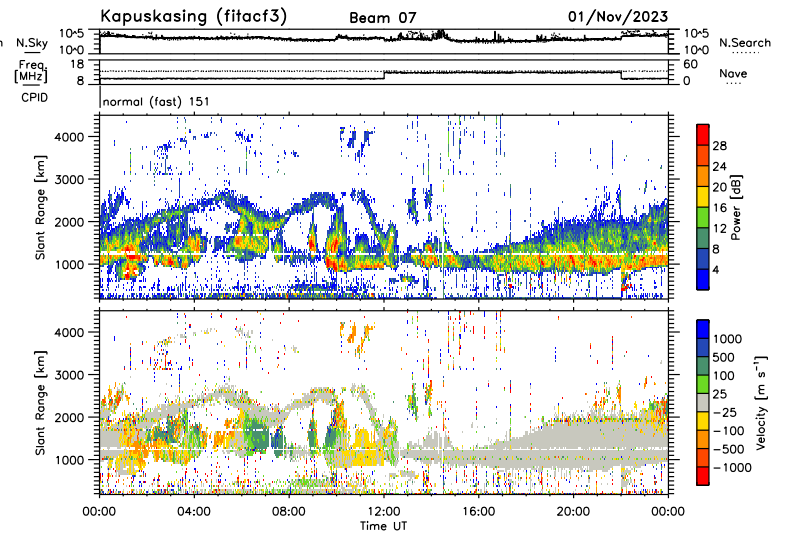 Kapuskasing (fitacf3) Beam 07 01/Nov/2023
N.Sky 10^5 10^0 10^5 10^0 N.Search
Freq. [MHz] 18 8 60 0 Nave
CPID normal (fast) 151
Slant Range [km]
4000
3000
2000
1000
28
24
20
16
12
8
4
Power [dB]
Slant Range [km]
4000
3000
2000
1000
1000
500
100
25
-25
-100
-500
-1000
Velocity [m s⁻¹]
00:00 04:00 08:00 12:00 16:00 20:00 00:00
Time UT